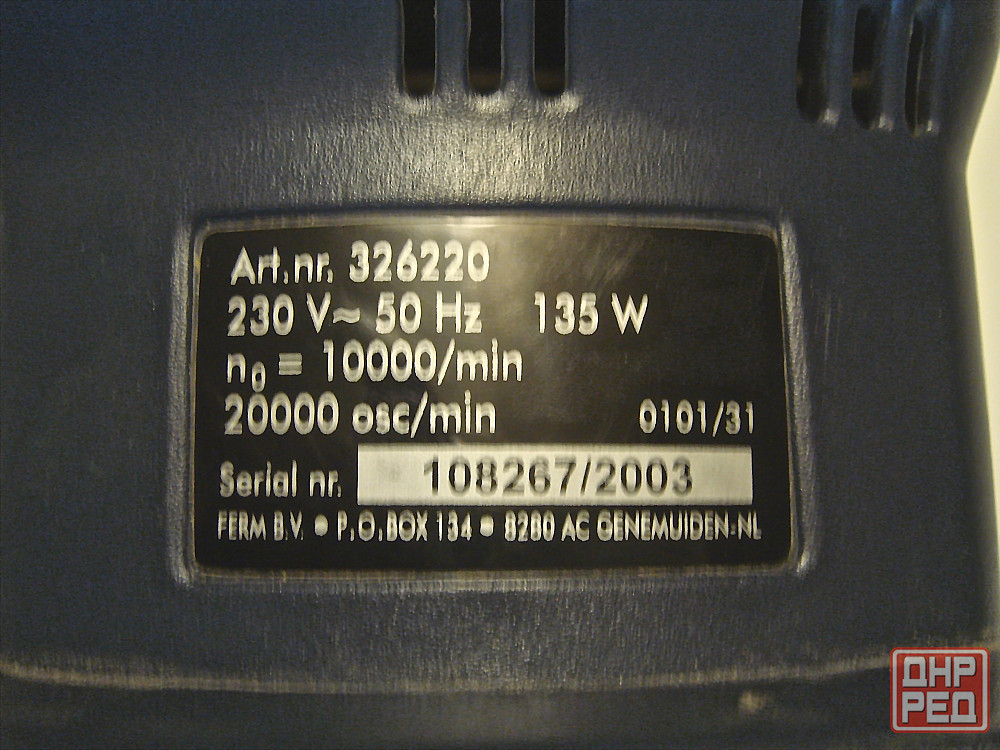 Art.nr. 326220
230 V~ 50 Hz 135 W
n0 = 10000/min
20000 osc/min 0101/31
Serial nr. 108267/2003
FERM B.V. • P.O.BOX 134 • 8280 AC GENEMUIDEN-NL
ДНР
РЕД